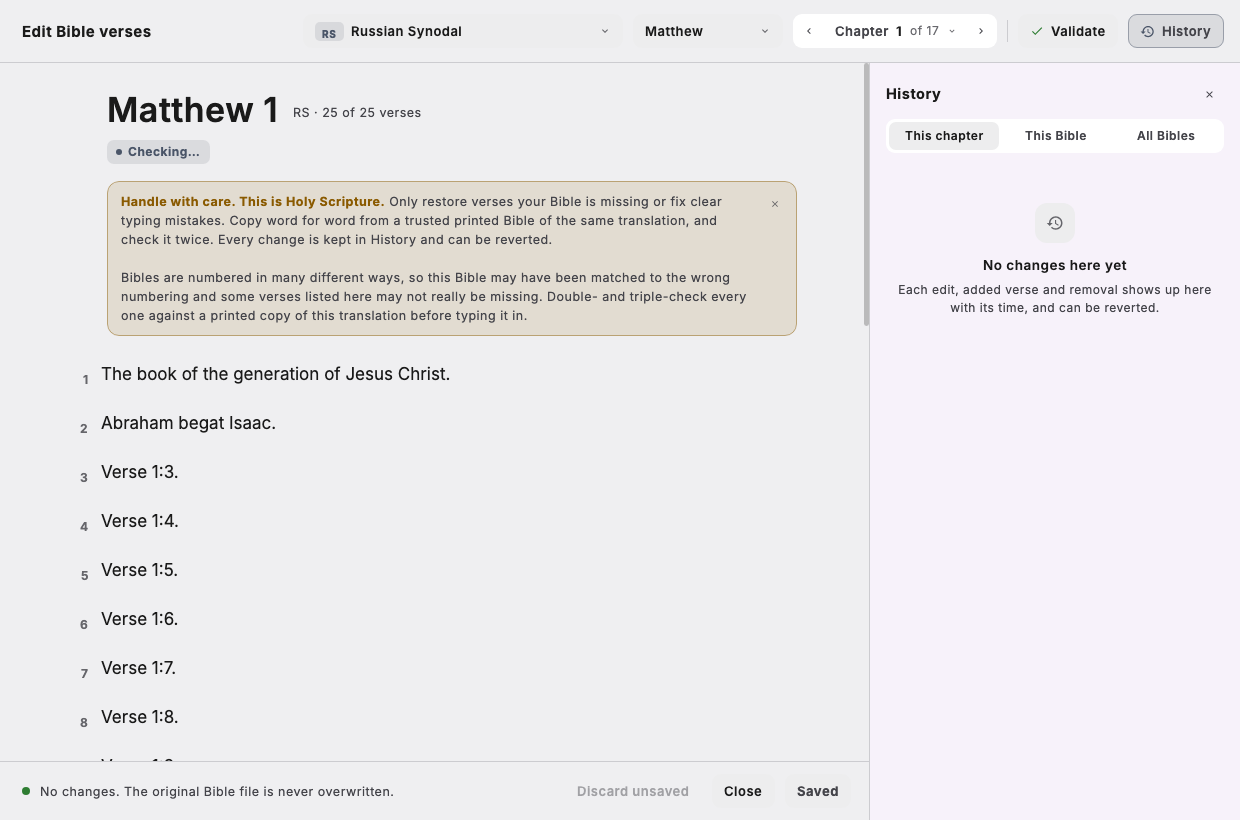 Edit Bible verses
RS Russian Synodal
Matthew
Chapter 1 of 17
Validate
History
Matthew 1 RS · 25 of 25 verses
Checking...
Handle with care. This is Holy Scripture. Only restore verses your Bible is missing or fix clear
typing mistakes. Copy word for word from a trusted printed Bible of the same translation, and
check it twice. Every change is kept in History and can be reverted.
Bibles are numbered in many different ways, so this Bible may have been matched to the wrong
numbering and some verses listed here may not really be missing. Double- and triple-check every
one against a printed copy of this translation before typing it in.
1 The book of the generation of Jesus Christ.
2 Abraham begat Isaac.
3 Verse 1:3.
4 Verse 1:4.
5 Verse 1:5.
6 Verse 1:6.
7 Verse 1:7.
8 Verse 1:8.
No changes. The original Bible file is never overwritten.
Discard unsaved
Close
Saved
History
This chapter
This Bible
All Bibles
No changes here yet
Each edit, added verse and removal shows up here
with its time, and can be reverted.